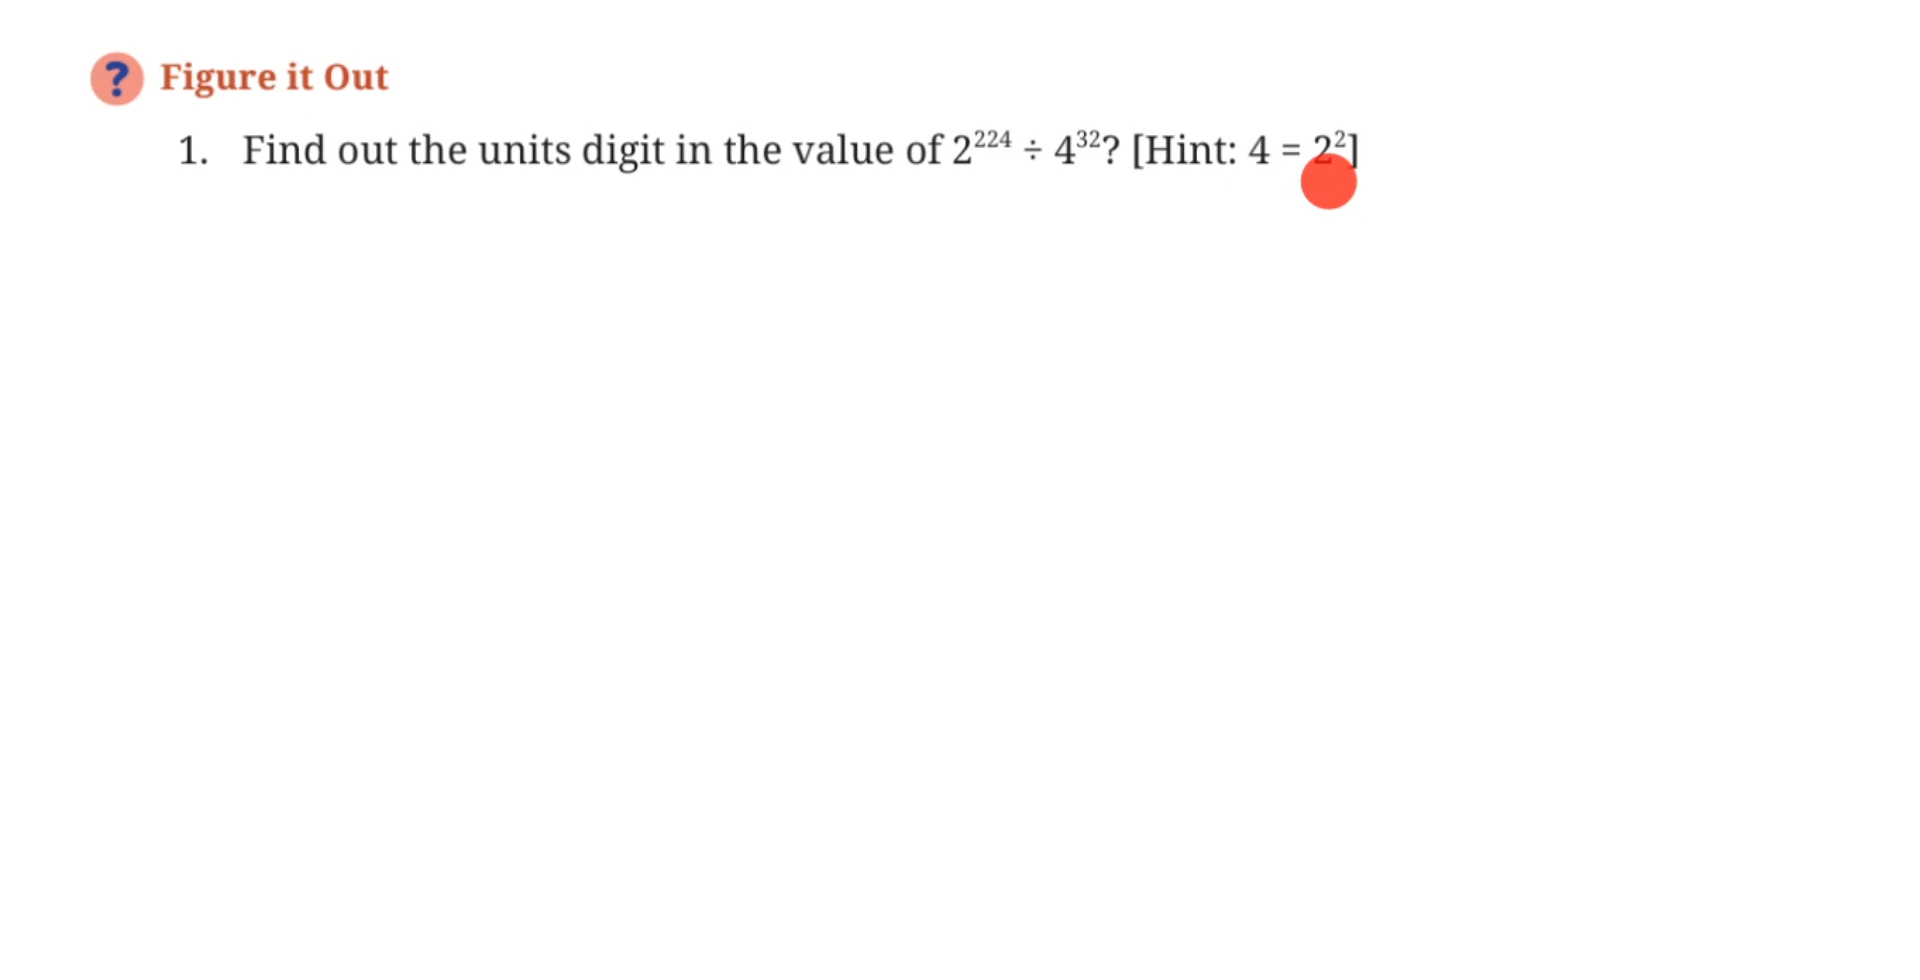 ? Figure it Out
1. Find out the units digit in the value of 2²²⁴ ÷ 4³²? [Hint: 4 = 2²]